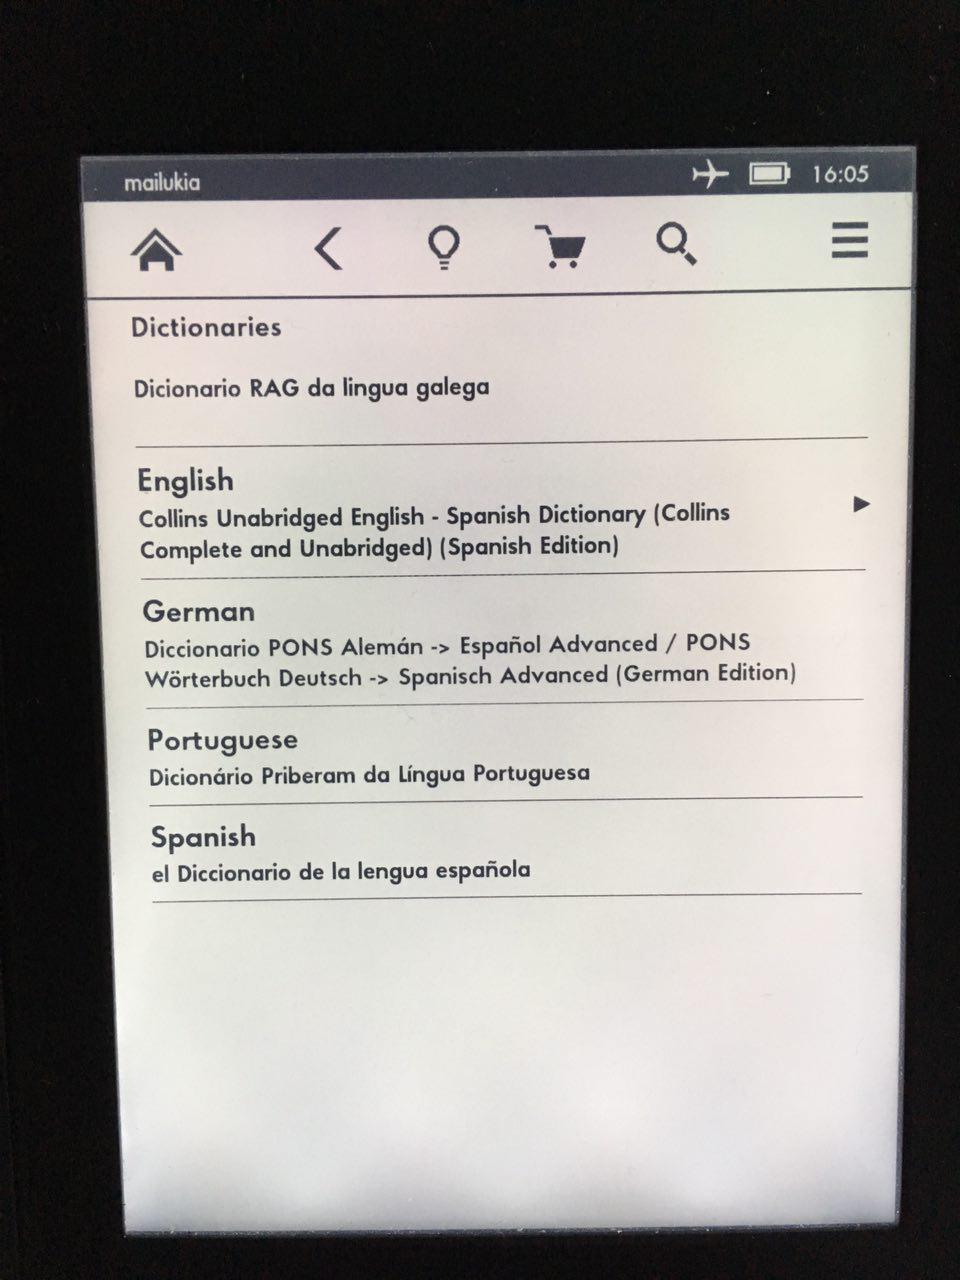 mailukia 16:05
Dictionaries
Dicionario RAG da lingua galega
English
Collins Unabridged English - Spanish Dictionary (Collins
Complete and Unabridged) (Spanish Edition)
German
Diccionario PONS Alemán -> Español Advanced / PONS
Wörterbuch Deutsch -> Spanisch Advanced (German Edition)
Portuguese
Dicionário Priberam da Língua Portuguesa
Spanish
el Diccionario de la lengua española